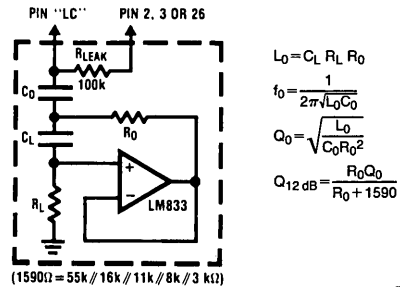 PIN "LC" PIN 2, 3 OR 26
RLEAK
100k
C0
CL
R0
RL
+
−
LM833
(1590Ω = 55k // 16k // 11k // 8k // 3 kΩ)
L0 = CL RL R0
f0 = 1 / 2π√L0C0
Q0 = √ L0 / C0R0²
Q12 dB = R0Q0 / R0 + 1590